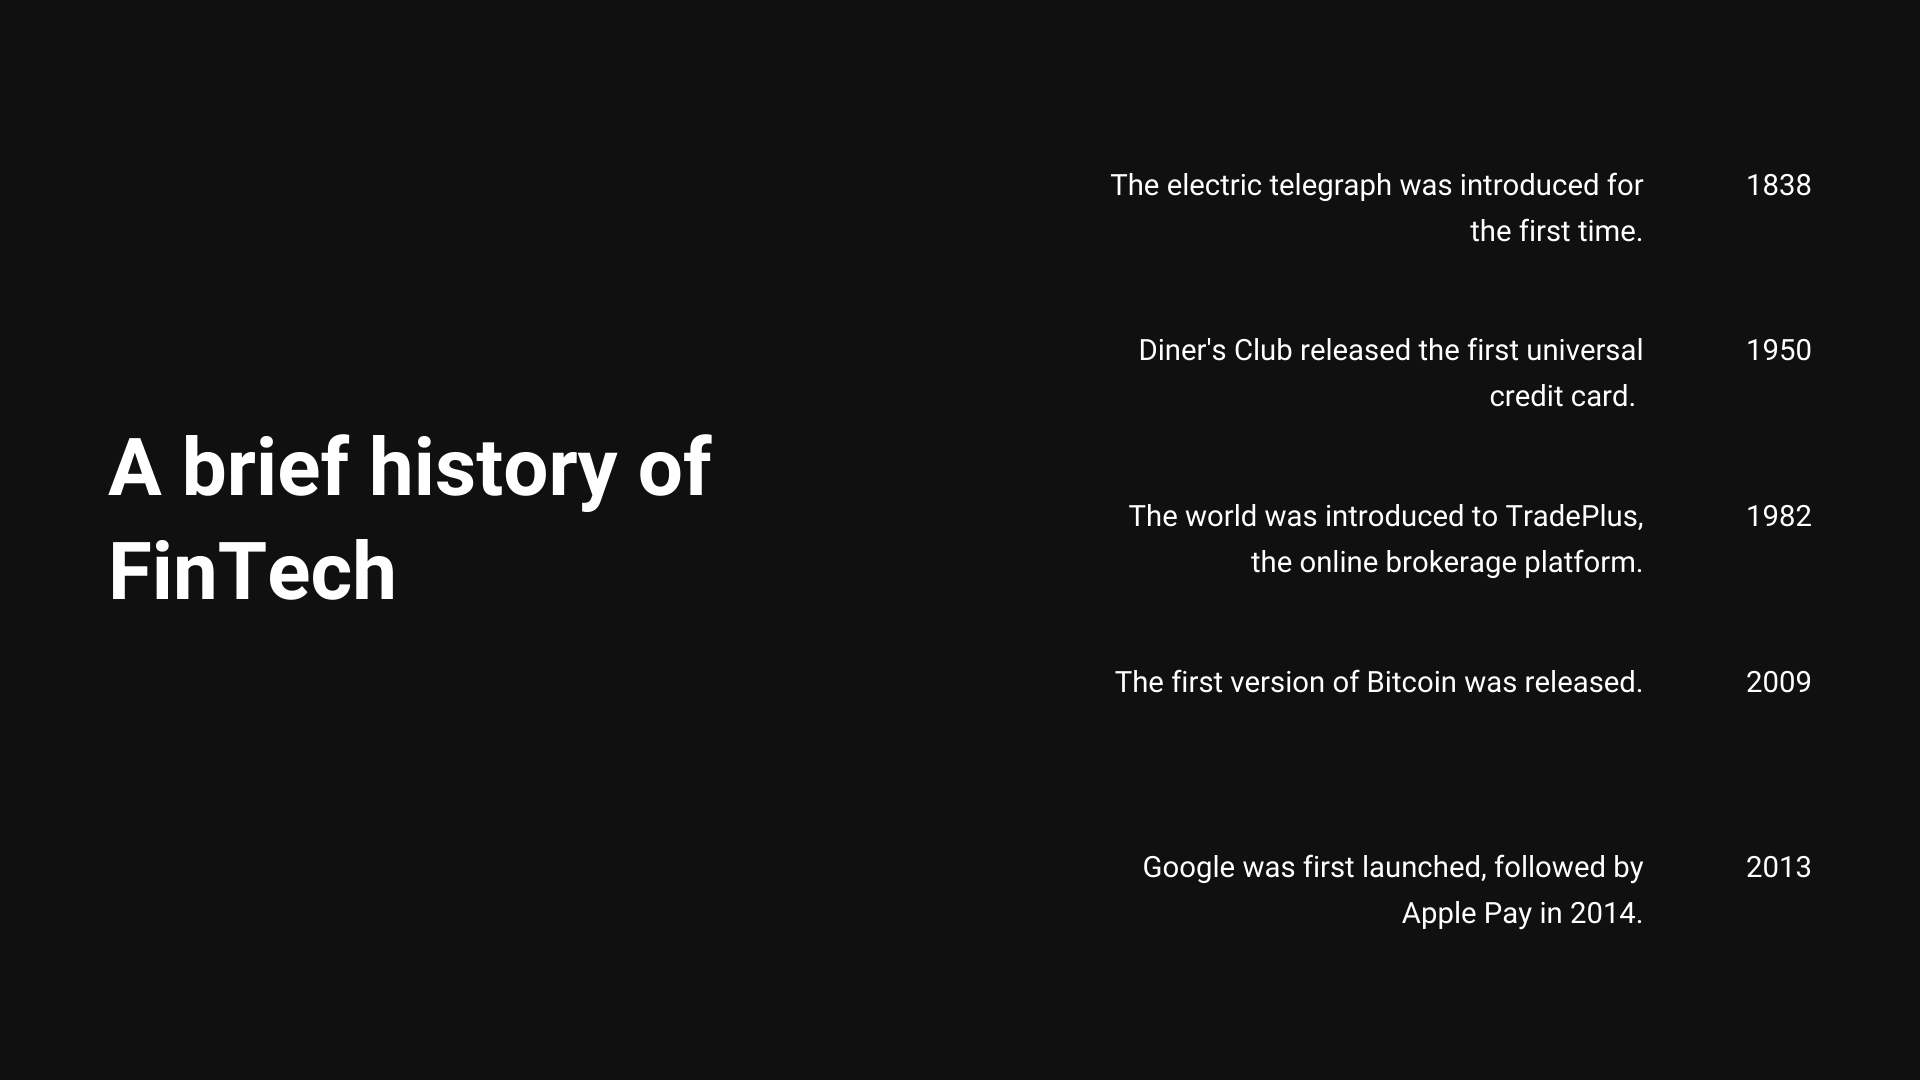 A brief history of
FinTech
The electric telegraph was introduced for
the first time.
1838
Diner's Club released the first universal
credit card.
1950
The world was introduced to TradePlus,
the online brokerage platform.
1982
The first version of Bitcoin was released.
2009
Google was first launched, followed by
Apple Pay in 2014.
2013